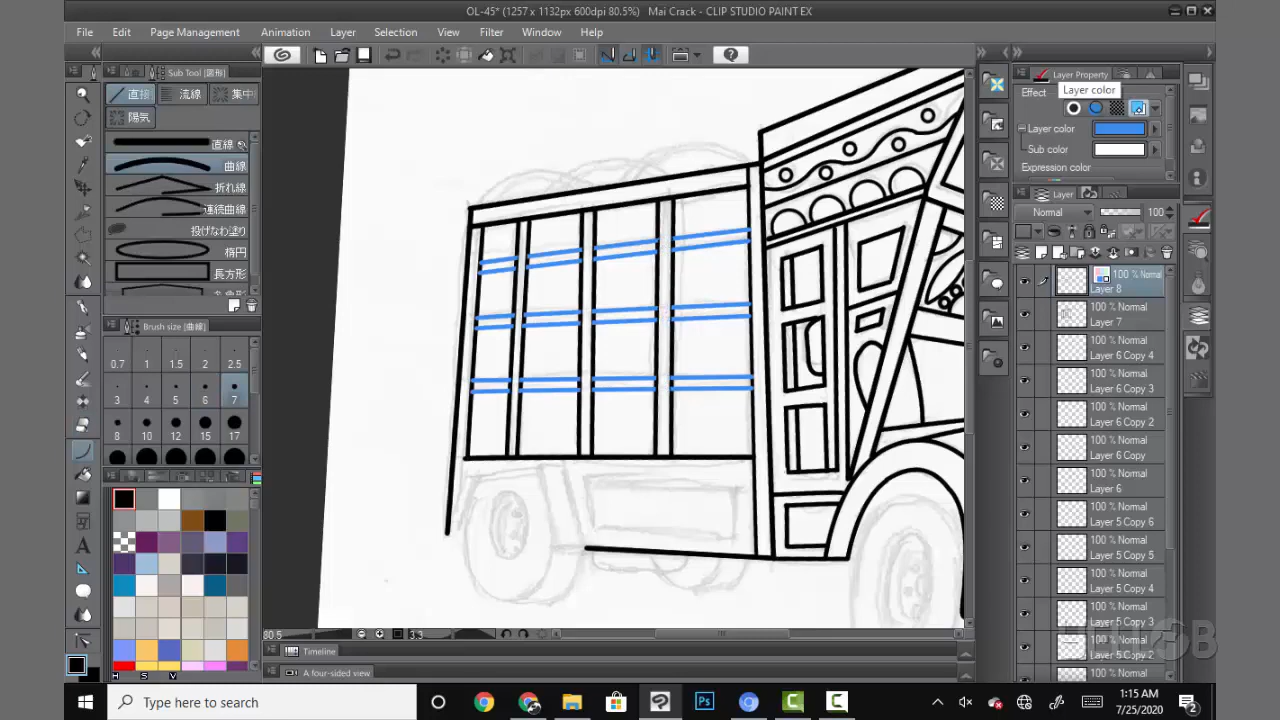 OL-45* (1257 x 1132px 600dpi 80.5%) Mai Crack - CLIP STUDIO PAINT EX
File Edit Page Management Animation Layer Selection View Filter Window Help
Sub Tool [図形]
Layer Property
Layer color
直接 流線 集中
陽気
Effect
直線
曲線
折れ線
連続曲線
投げなわ塗り
楕円
長方形
Layer color
Sub color
Expression color
Layer
Normal 100
Brush size [曲線]
0.7 1 1.5 2 2.5
3 4 5 6 7
8 10 12 15 17
100 % Normal
Layer 8
100 % Normal
Layer 7
100 % Normal
Layer 6 Copy 4
100 % Normal
Layer 6 Copy 3
100 % Normal
Layer 6 Copy 2
100 % Normal
Layer 6 Copy
100 % Normal
Layer 6
100 % Normal
Layer 5 Copy 6
100 % Normal
Layer 5 Copy 5
100 % Normal
Layer 5 Copy 4
100 % Normal
Layer 5 Copy 3
100 % Normal
Layer 5 Copy 2
100 % Normal
80.5 3.3
Timeline
A four-sided view
H S V
Type here to search
Ps
1:15 AM
7/25/2020
2